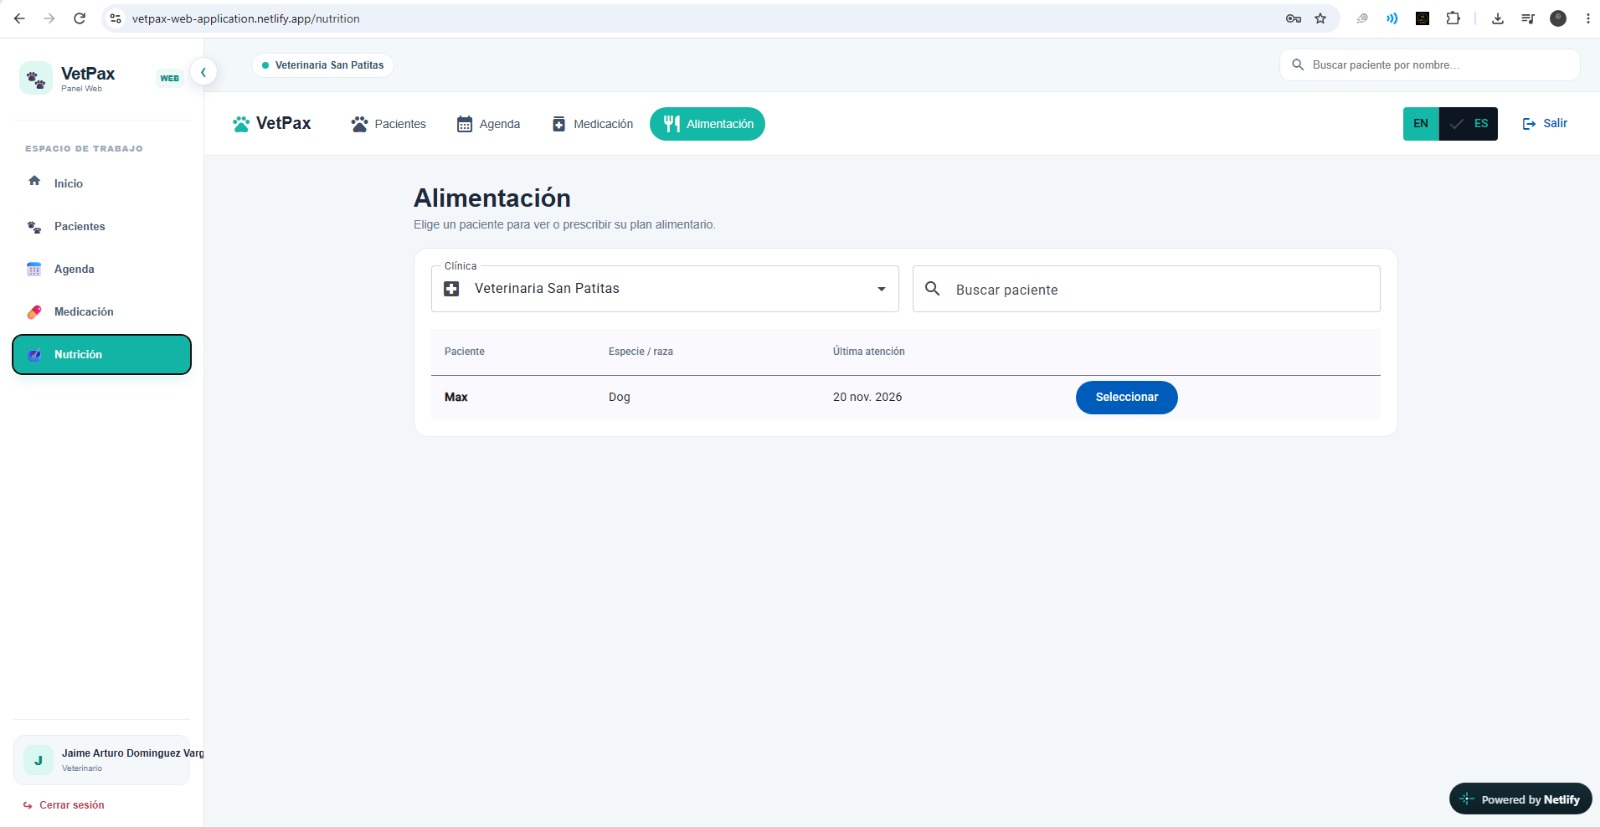 vetpax-web-application.netlify.app/nutrition
VetPax
Panel Web
WEB
Veterinaria San Patitas
Buscar paciente por nombre...
VetPax
Pacientes
Agenda
Medicación
Alimentación
EN
ES
Salir
ESPACIO DE TRABAJO
Inicio
Pacientes
Agenda
Medicación
Nutrición
Alimentación
Elige un paciente para ver o prescribir su plan alimentario.
Clínica
Veterinaria San Patitas
Buscar paciente
Paciente Especie / raza Última atención
Max Dog 20 nov. 2026 Seleccionar
J
Jaime Arturo Dominguez Varg
Veterinario
Cerrar sesión
Powered by Netlify